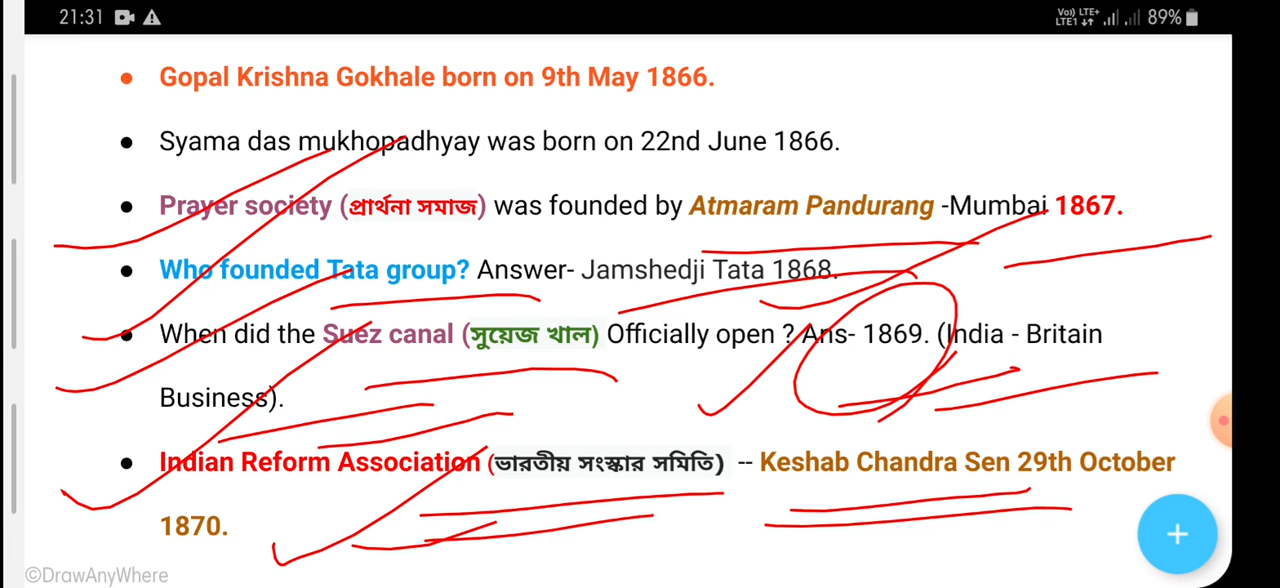 21:31
Vo)) LTE+
LTE1 89%
• Gopal Krishna Gokhale born on 9th May 1866.
• Syama das mukhopadhyay was born on 22nd June 1866.
• Prayer society (প্রার্থনা সমাজ) was founded by Atmaram Pandurang -Mumbai 1867.
• Who founded Tata group? Answer- Jamshedji Tata 1868.
• When did the Suez canal (সুয়েজ খাল) Officially open ? Ans- 1869. (India - Britain
Business).
• Indian Reform Association (ভারতীয় সংস্কার সমিতি) -- Keshab Chandra Sen 29th October
1870.
©DrawAnyWhere